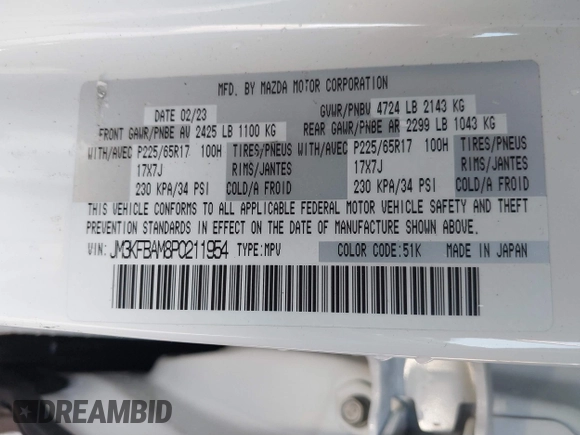 MFD. BY MAZDA MOTOR CORPORATION
DATE 02/23 GVWR/PNBV 4724 LB 2143 KG
FRONT GAWR/PNBE AV 2425 LB 1100 KG REAR GAWR/PNBE AR 2299 LB 1043 KG
WITH/AVEC P225/65R17 100H TIRES/PNEUS WITH/AVEC P225/65R17 100H TIRES/PNEUS
17X7J RIMS/JANTES 17X7J RIMS/JANTES
230 KPA/34 PSI COLD/A FROID 230 KPA/34 PSI COLD/A FROID
THIS VEHICLE CONFORMS TO ALL APPLICABLE FEDERAL MOTOR VEHICLE SAFETY AND THEFT
PREVENTION STANDARDS IN EFFECT ON THE DATE OF MANUFACTURE SHOWN ABOVE.
VIN: JM3KFBAM8P0211954 TYPE:MPV COLOR CODE:51K MADE IN JAPAN
DREAMBID